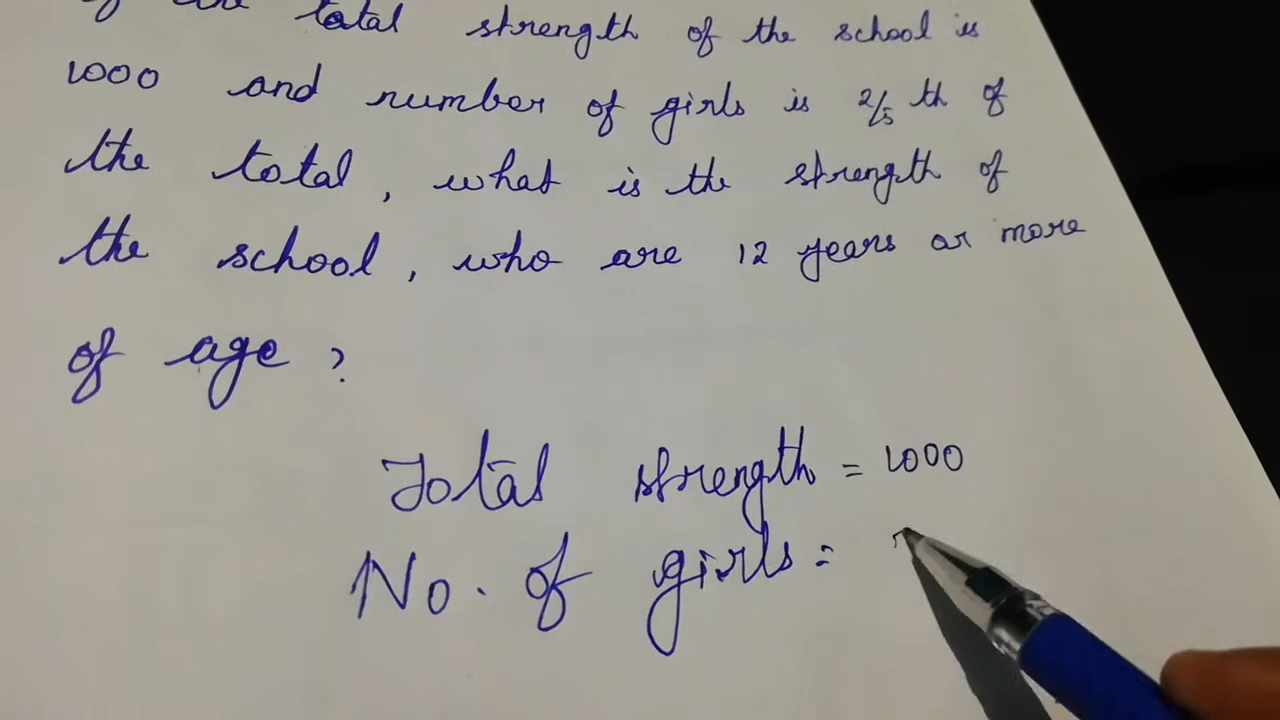 of the total strength of the school is
1000 and number of girls is 2/5 th of
the total, what is the strength of
the school, who are 12 years or more
of age?
Total strength = 1000
No. of girls =